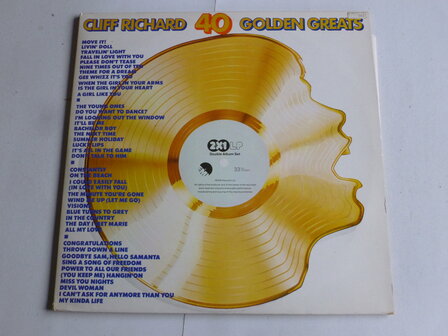 CLIFF RICHARD 40 GOLDEN GREATS
MOVE IT!
LIVIN' DOLL
TRAVELIN' LIGHT
FALL IN LOVE WITH YOU
PLEASE DON'T TEASE
NINE TIMES OUT OF TEN
THEME FOR A DREAM
GEE WHIZZ IT'S YOU
WHEN THE GIRL IN YOUR ARMS
IS THE GIRL IN YOUR HEART
A GIRL LIKE YOU
THE YOUNG ONES
DO YOU WANT TO DANCE?
I'M LOOKING OUT THE WINDOW
IT'LL BE ME
BACHELOR BOY
THE NEXT TIME
SUMMER HOLIDAY
LUCKY LIPS
IT'S ALL IN THE GAME
DON'T TALK TO HIM
CONSTANTLY
ON THE BEACH
I COULD EASILY FALL
(IN LOVE WITH YOU)
THE MINUTE YOU'RE GONE
WIND ME UP (LET ME GO)
VISIONS
BLUE TURNS TO GREY
IN THE COUNTRY
THE DAY I MET MARIE
ALL MY LOVE
CONGRATULATIONS
THROW DOWN A LINE
GOODBYE SAM, HELLO SAMANTA
SING A SONG OF FREEDOM
POWER TO ALL OUR FRIENDS
(YOU KEEP ME) HANGIN' ON
MISS YOU NIGHTS
DEVIL WOMAN
I CAN'T ASK FOR ANYMORE THAN YOU
MY KINDA LIFE
2X1 LP
Double Album Set
EMI
33